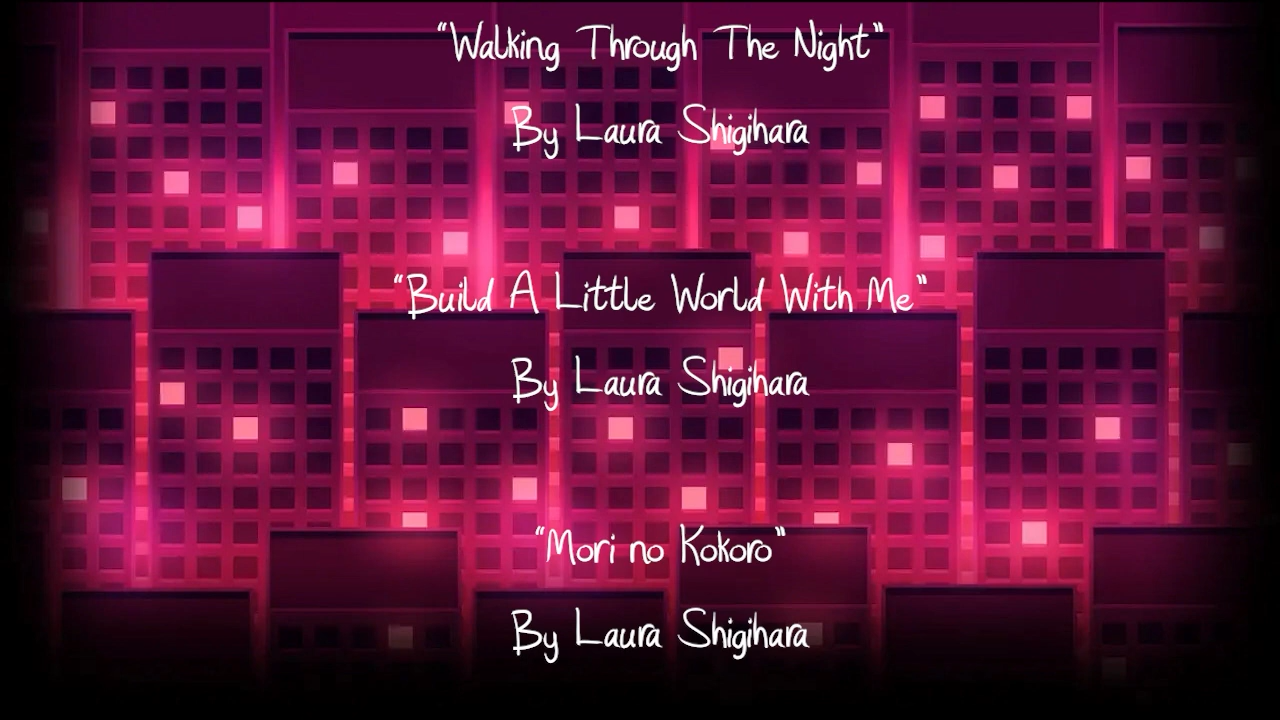 “Walking Through The Night”
By Laura Shigihara
“Build A Little World With Me”
By Laura Shigihara
“Mori no Kokoro”
By Laura Shigihara